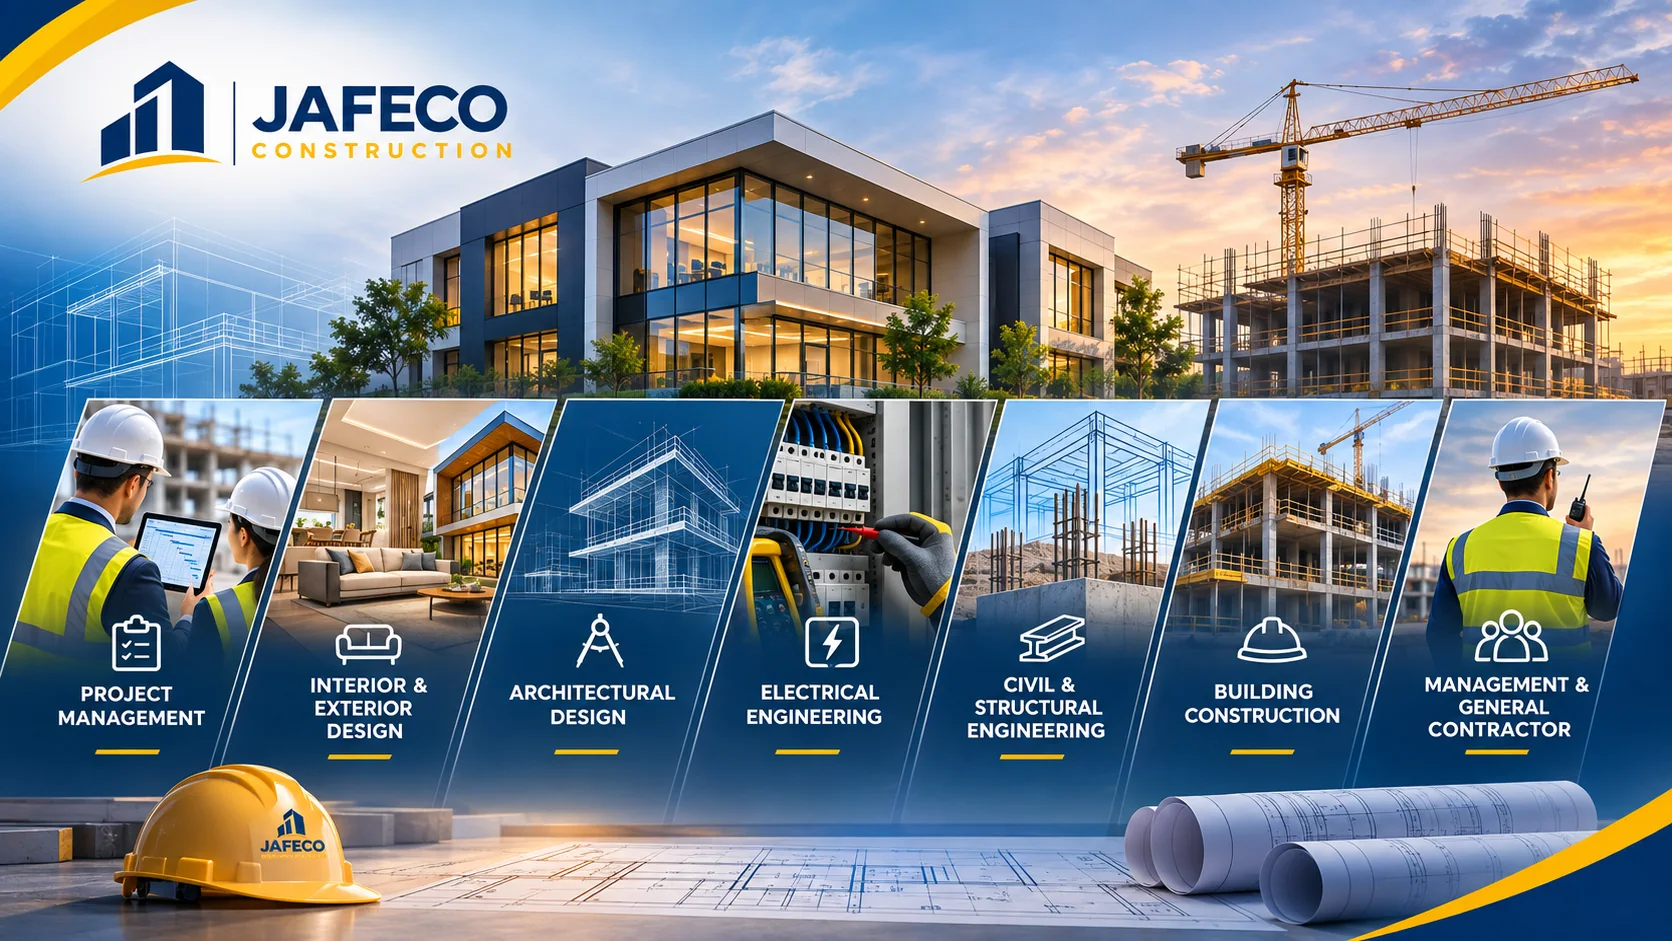 JAFECO
CONSTRUCTION
PROJECT
MANAGEMENT
INTERIOR &
EXTERIOR
DESIGN
ARCHITECTURAL
DESIGN
ELECTRICAL
ENGINEERING
CIVIL &
STRUCTURAL
ENGINEERING
BUILDING
CONSTRUCTION
MANAGEMENT &
GENERAL
CONTRACTOR
JAFECO